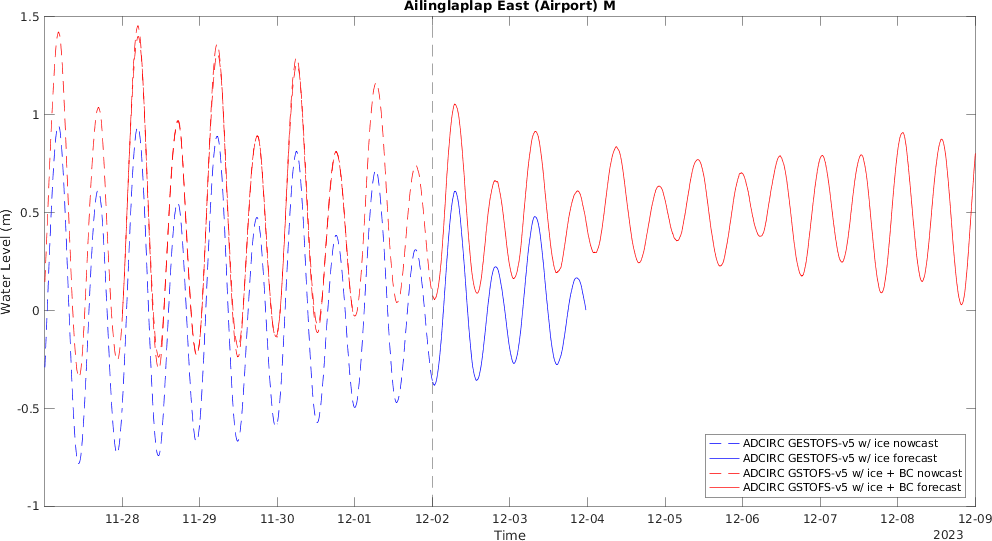 Ailinglaplap East (Airport) M
1.5
1
0.5
0
-0.5
-1
Water Level (m)
11-28
11-29
11-30
12-01
12-02
12-03
12-04
12-05
12-06
12-07
12-08
12-09
Time
2023
ADCIRC GESTOFS-v5 w/ ice nowcast
ADCIRC GESTOFS-v5 w/ ice forecast
ADCIRC GSTOFS-v5 w/ ice + BC nowcast
ADCIRC GSTOFS-v5 w/ ice + BC forecast